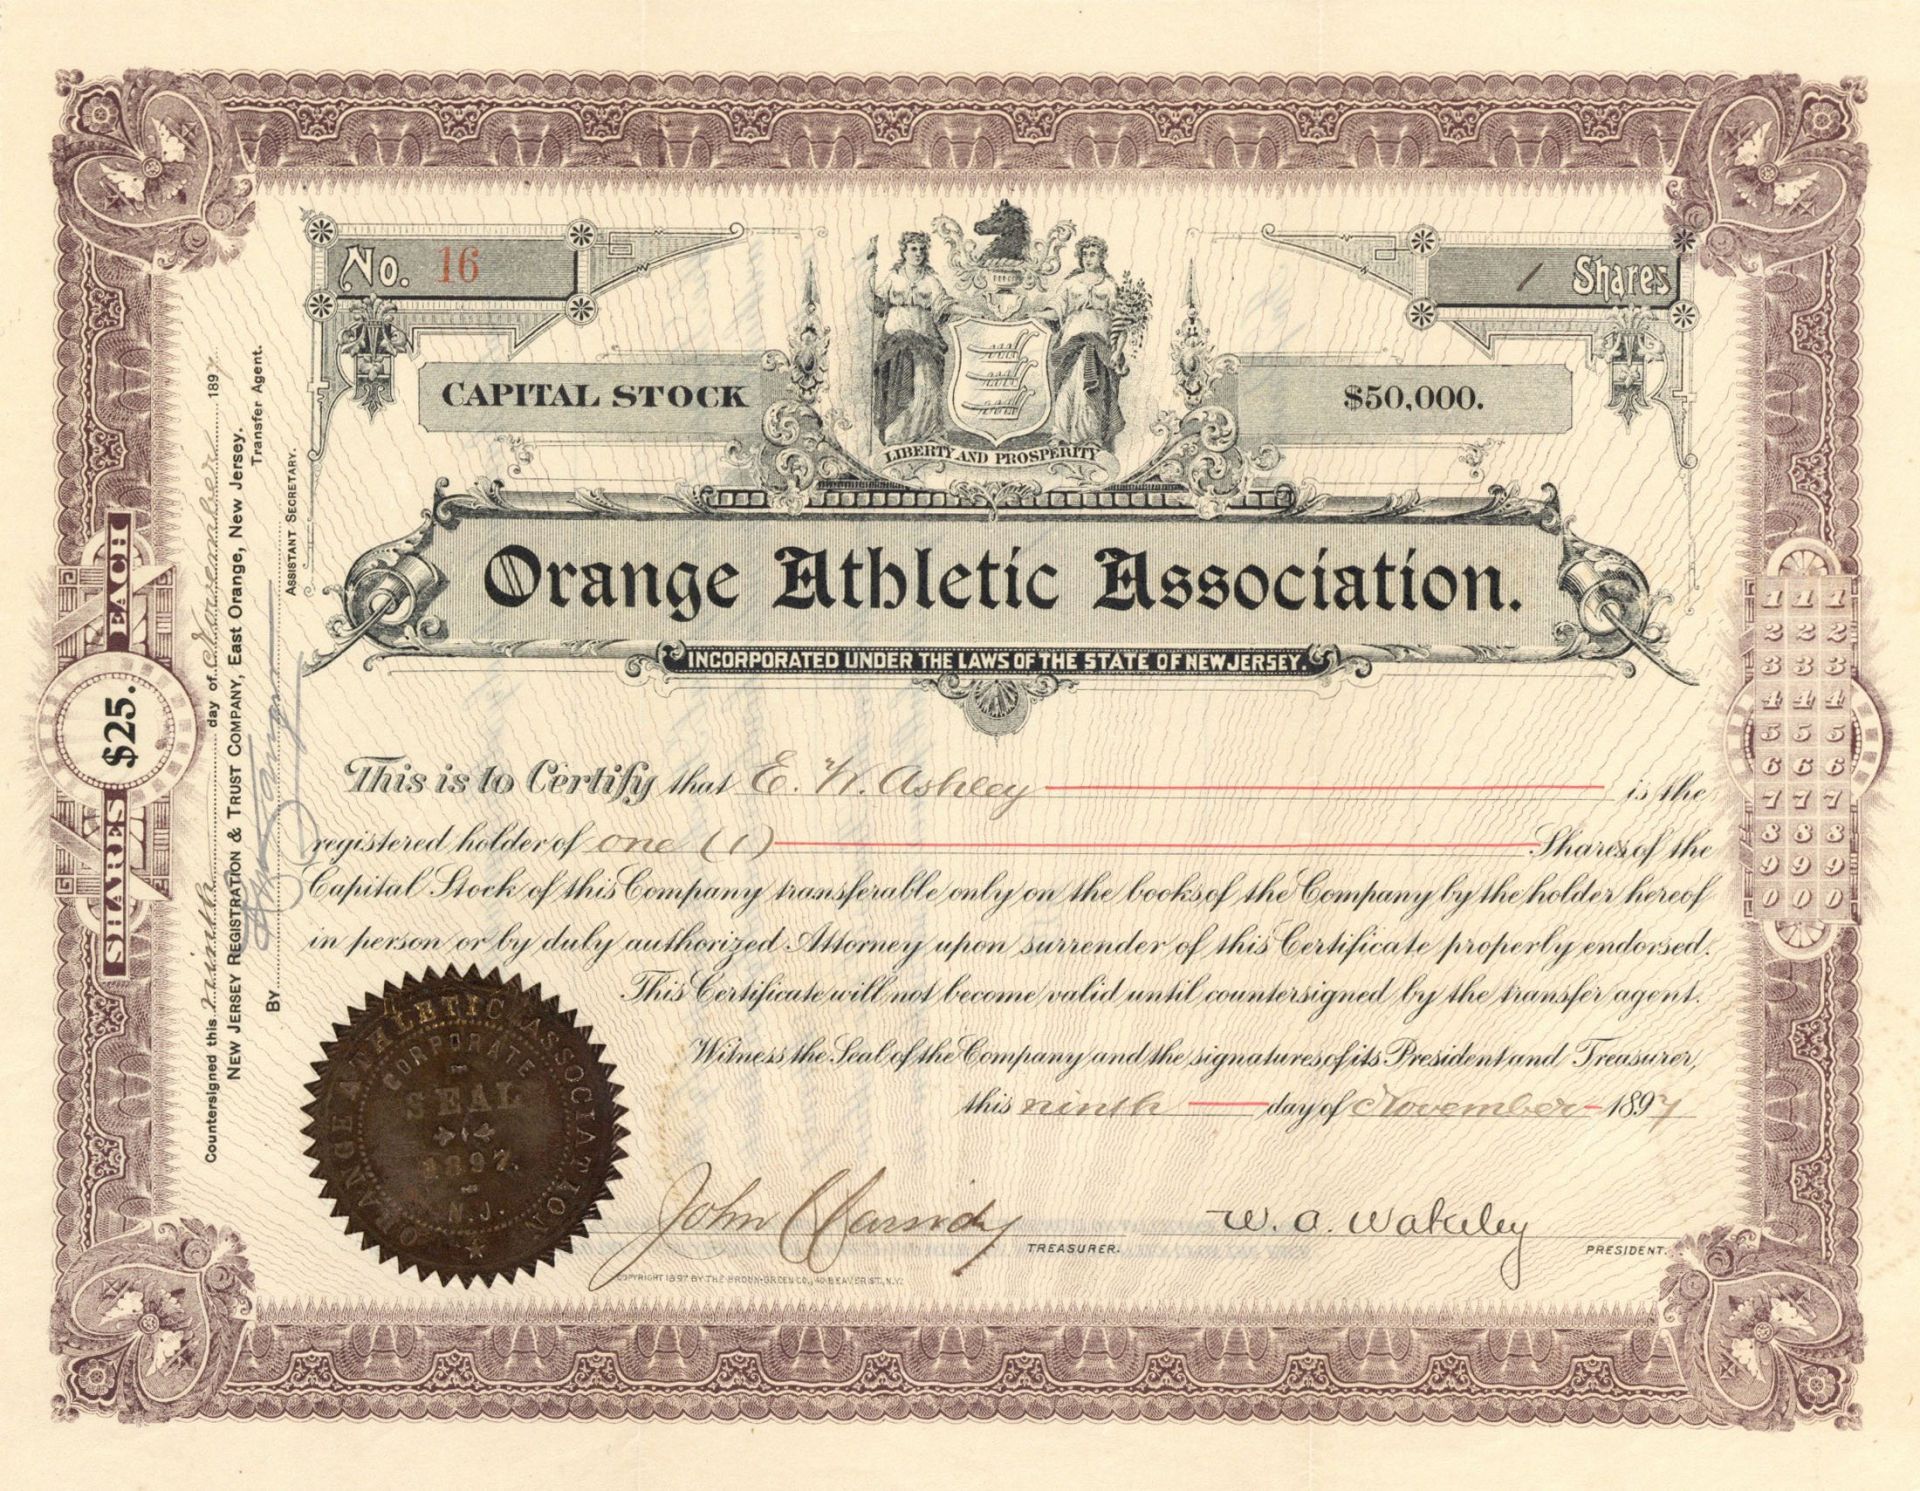 No. 16
1 Shares
CAPITAL STOCK
$50,000.
LIBERTY AND PROSPERITY
Orange Athletic Association.
INCORPORATED UNDER THE LAWS OF THE STATE OF NEW JERSEY.
This is to Certify that E. W. Ashley is the
registered holder of one (1) Shares of the
Capital Stock of this Company transferable only on the books of the Company by the holder hereof
in person or by duly authorized Attorney upon surrender of this Certificate properly endorsed.
This Certificate will not become valid until countersigned by the transfer agent.
Witness the Seal of the Company and the signatures of its President and Treasurer,
this ninth day of November 1897
John Cassidy
TREASURER.
W. A. Wakeley
PRESIDENT.
COPYRIGHT 1897 BY THE BROUN-GREEN CO., 40 BEAVER ST., N.Y.
ORANGE ATHLETIC ASSOCIATION
CORPORATE
SEAL
1897.
N.J.
SHARES $25. EACH
Countersigned this ninth day of November 1897
NEW JERSEY REGISTRATION & TRUST COMPANY, East Orange, New Jersey.
Transfer Agent.
By
ASSISTANT SECRETARY.
1 1 1
2 2 2
3 3 3
4 4 4
5 5 5
6 6 6
7 7 7
8 8 8
9 9 9
0 0 0